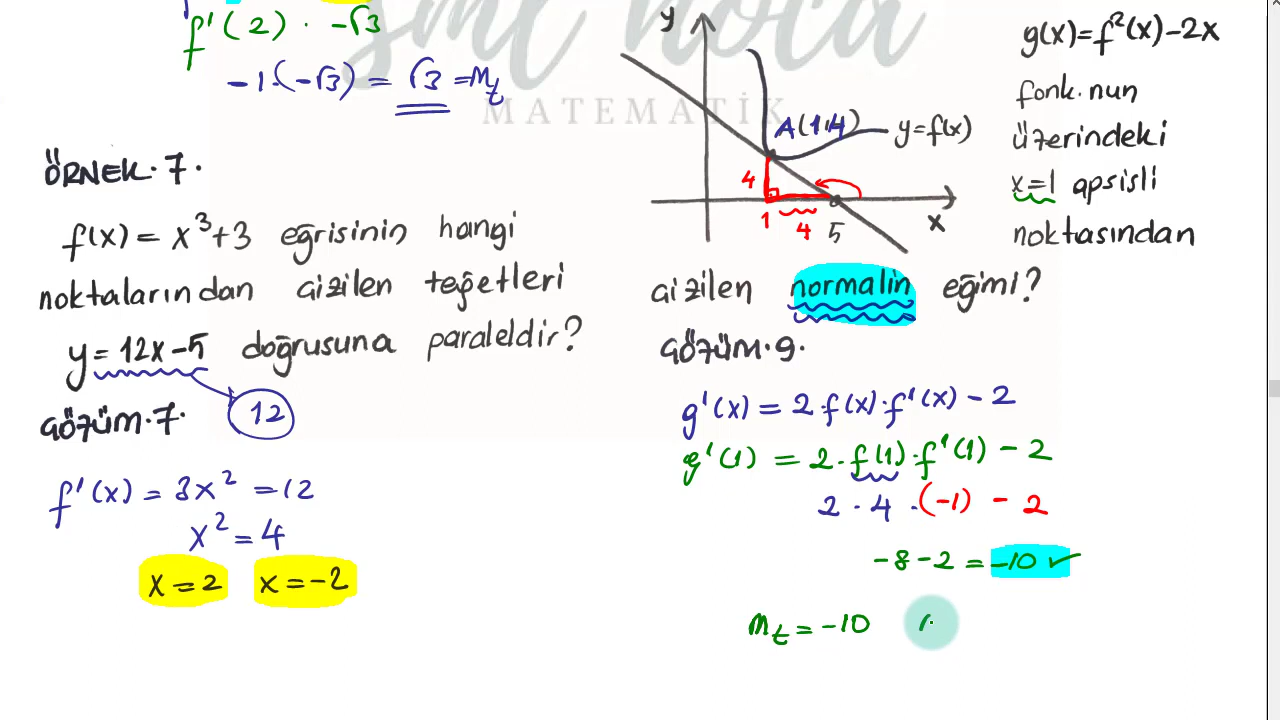 f'(2) · -√3
-1·(-√3) = √3 = Mt
ÖRNEK·7·
f(x) = x³+3 eğrisinin hangi
noktalarından çizilen teğetleri
y = 12x-5 doğrusuna paraleldir?
12
ÇÖZÜM·7·
f'(x) = 3x² = 12
x² = 4
x = 2 x = -2
MATEMATİK
y
A(1,4)
y=f(x)
4
1
4
5
x
g(x)=f²(x)-2x
fonk.nun
üzerindeki
x=1 apsisli
noktasından
çizilen normalin eğimi?
ÇÖZÜM·9·
g'(x) = 2·f(x)·f'(x) - 2
g'(1) = 2·f(1)·f'(1) - 2
2 · 4 ·(-1) - 2
-8-2 = -10 ✓
Mt = -10